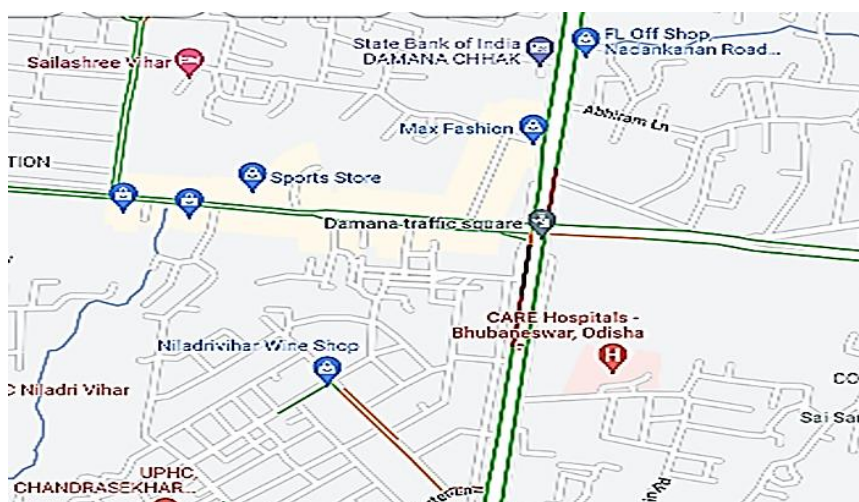 State Bank of India
DAMANA CHHAK
FL Off Shop,
Nadankanan Road...
Sailashree Vihar
Max Fashion
Abhiram Ln
TION
Sports Store
Damana-traffic square
CARE Hospitals -
Bhubaneswar, Odisha
Niladrivihar Wine Shop
C Niladri Vihar
CO
Sai Sa
UPHC,
CHANDRASEKHAR...